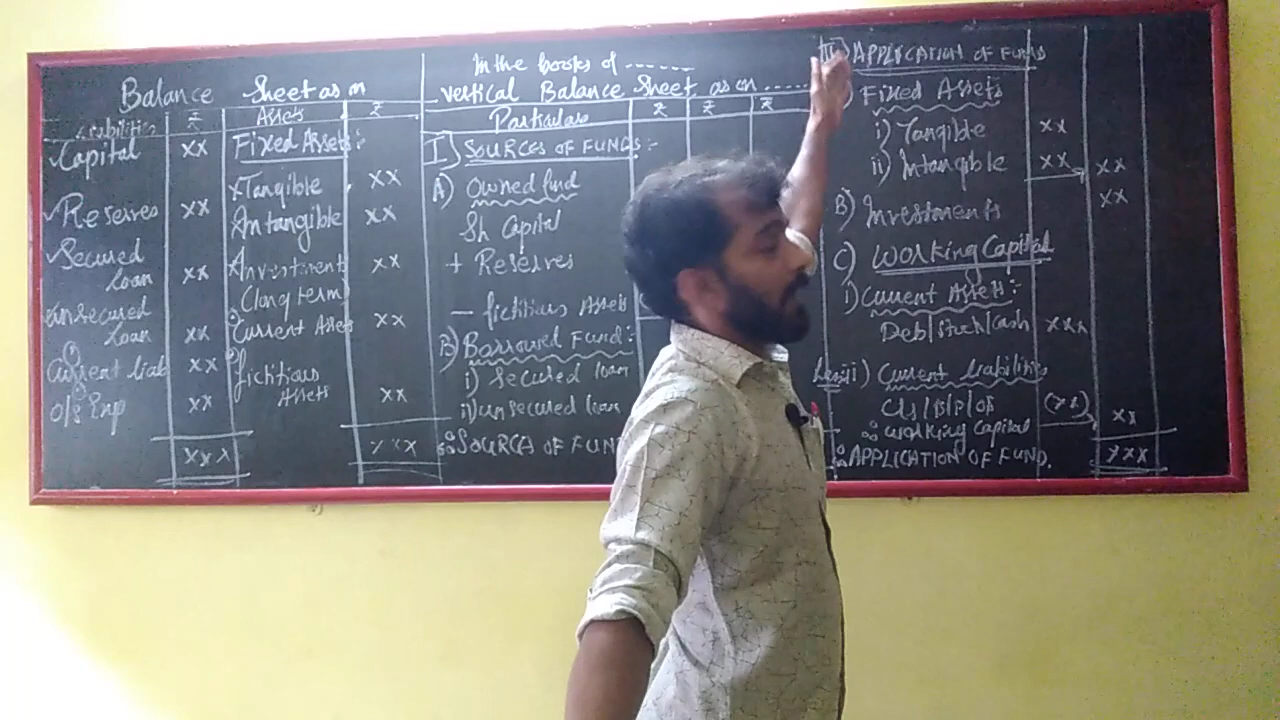 Balance Sheet as on
Liabilities ₹ Assets ₹
Capital xx Fixed Assets:-
Tangible xx
Reserves xx Intangible xx
Secured
Loan xx Investment xx
(long term)
unsecured
Loan xx Current Assets xx
Current liab xx fictitious
Assets xx
O/s Exp xx
xxx xxx
In the books of ------
vertical Balance Sheet as on ------
Particulars ₹ ₹ ₹
I) SOURCES OF FUNDS:-
A) Owned fund
Sh Capital
+ Reserves
- fictitious Assets
B) Borrowed Fund:-
i) Secured loan
ii) unsecured loan
∴ SOURCES OF FUN
II) APPLICATION OF FUNDS
Fixed Assets
i) Tangible xx
ii) Intangible xx xx
B) Investments xx
C) Working Capital
i) Current Assets:-
Deb/Stock/Cash xxx
Less ii) Current liabilities
Cls/B/P/OS (xx) xx
∴ Working Capital
∴ APPLICATION OF FUND. xxx